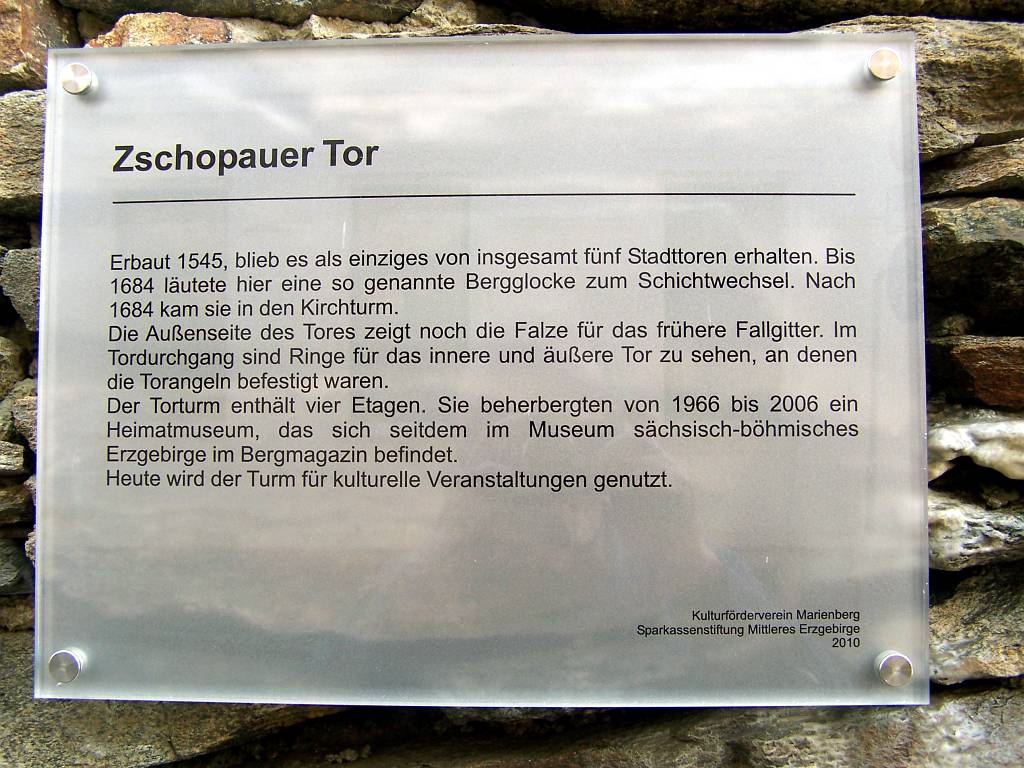 Zschopauer Tor
Erbaut 1545, blieb es als einziges von insgesamt fünf Stadttoren erhalten. Bis
1684 läutete hier eine so genannte Bergglocke zum Schichtwechsel. Nach
1684 kam sie in den Kirchturm.
Die Außenseite des Tores zeigt noch die Falze für das frühere Fallgitter. Im
Tordurchgang sind Ringe für das innere und äußere Tor zu sehen, an denen
die Torangeln befestigt waren.
Der Torturm enthält vier Etagen. Sie beherbergten von 1966 bis 2006 ein
Heimatmuseum, das sich seitdem im Museum sächsisch-böhmisches
Erzgebirge im Bergmagazin befindet.
Heute wird der Turm für kulturelle Veranstaltungen genutzt.
Kulturförderverein Marienberg
Sparkassenstiftung Mittleres Erzgebirge
2010